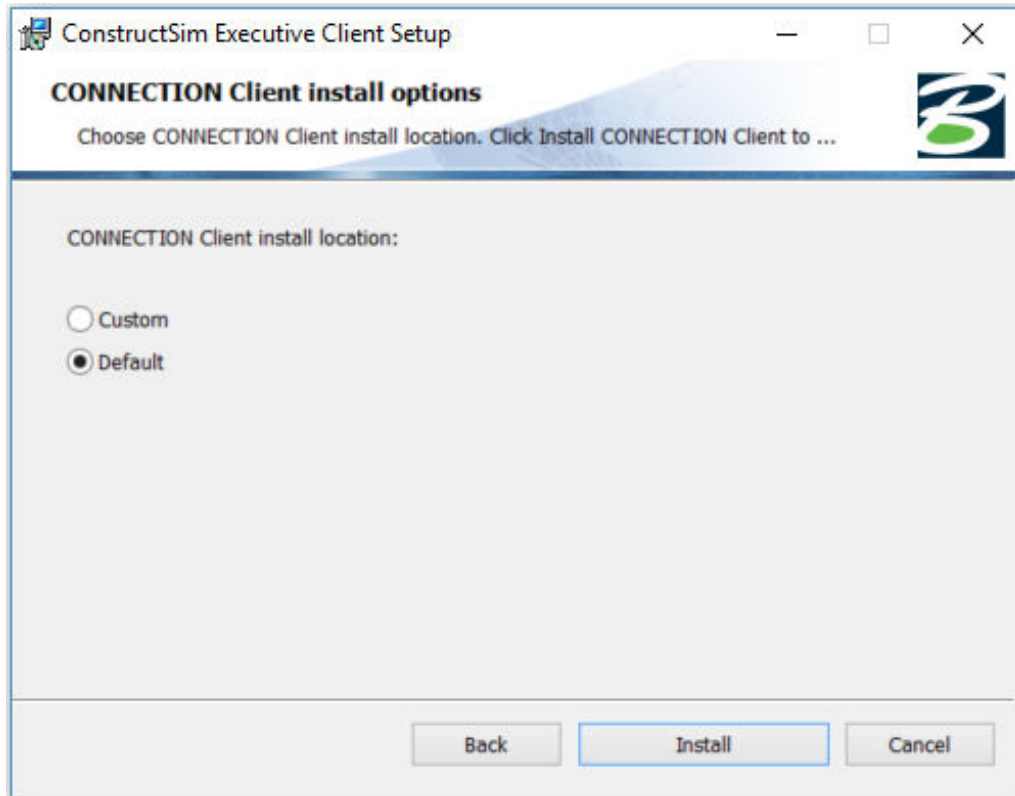 ConstructSim Executive Client Setup
CONNECTION Client install options
Choose CONNECTION Client install location. Click Install CONNECTION Client to ...
CONNECTION Client install location:
Custom
Default
Back Install Cancel